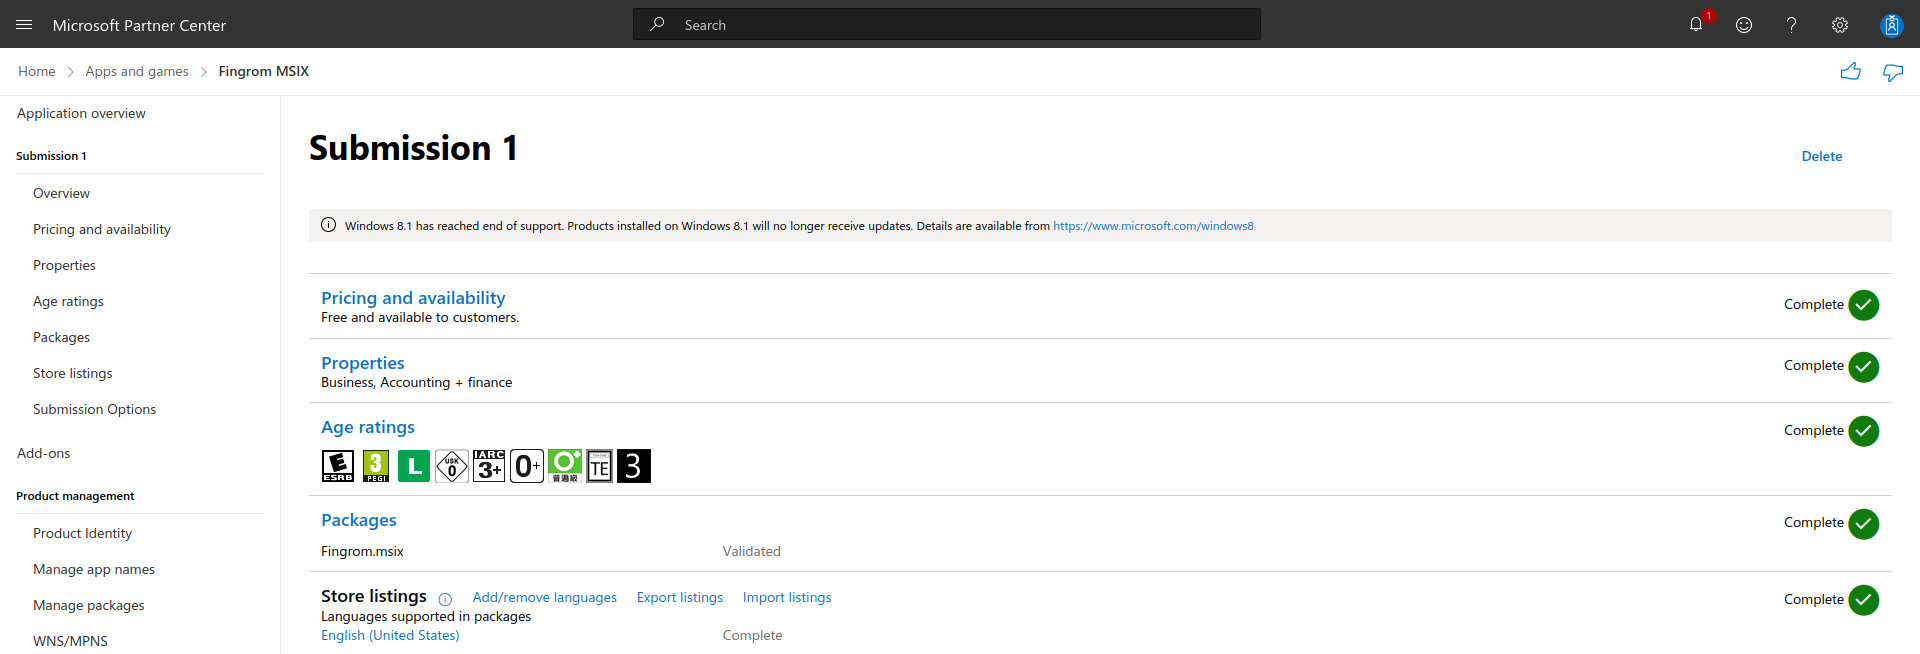 Microsoft Partner Center
Search
1
Home > Apps and games > Fingrom MSIX
Application overview
Submission 1
Overview
Pricing and availability
Properties
Age ratings
Packages
Store listings
Submission Options
Add-ons
Product management
Product Identity
Manage app names
Manage packages
WNS/MPNS
Submission 1
Delete
Windows 8.1 has reached end of support. Products installed on Windows 8.1 will no longer receive updates. Details are available from https://www.microsoft.com/windows8
Pricing and availability
Complete
Free and available to customers.
Properties
Complete
Business, Accounting + finance
Age ratings
Complete
E ESRB
3 PEGI
L
USK 0
IARC 3+
0+
0+ 普遍級
TE
3
Packages
Complete
Fingrom.msix Validated
Store listings Add/remove languages Export listings Import listings
Complete
Languages supported in packages
English (United States) Complete